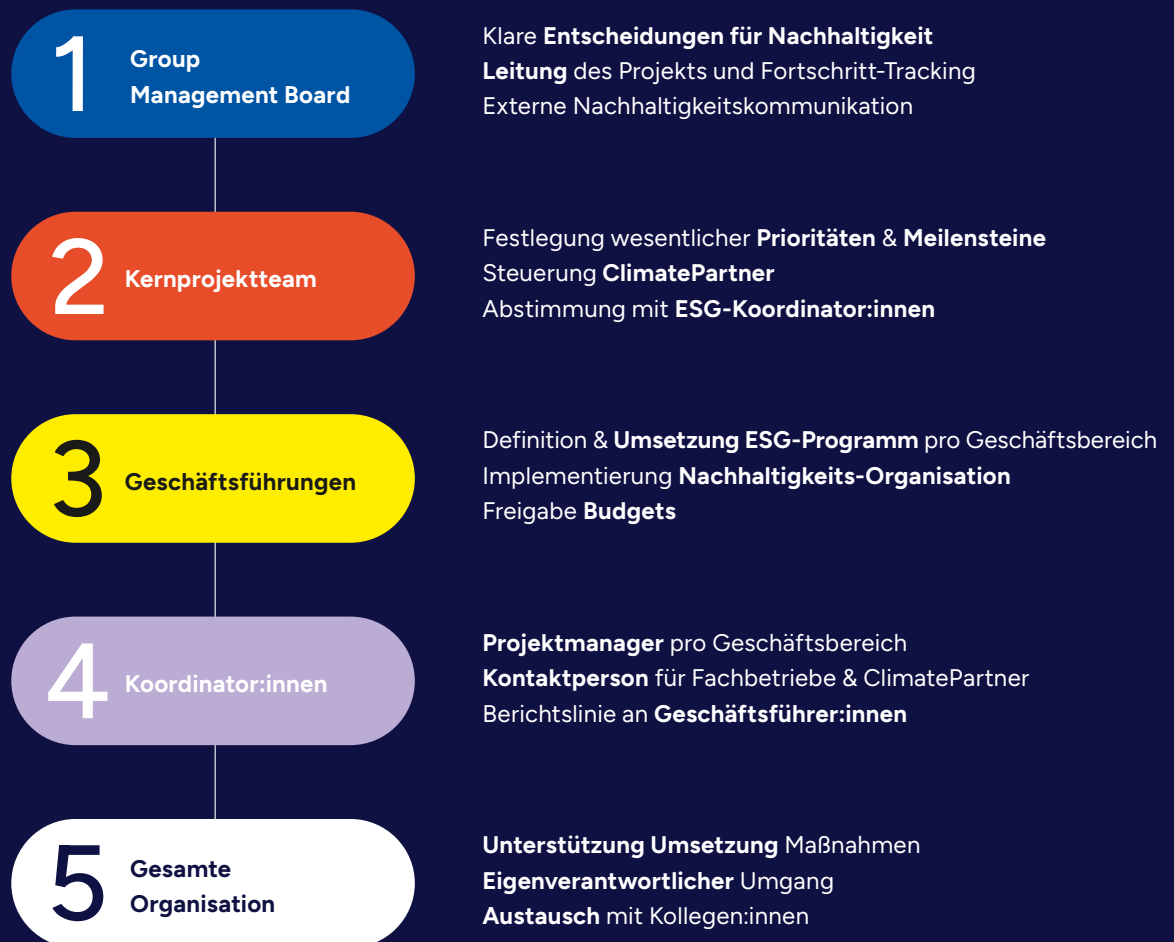 1
Group
Management Board
Klare Entscheidungen für Nachhaltigkeit
Leitung des Projekts und Fortschritt-Tracking
Externe Nachhaltigkeitskommunikation
2
Kernprojektteam
Festlegung wesentlicher Prioritäten & Meilensteine
Steuerung ClimatePartner
Abstimmung mit ESG-Koordinator:innen
3
Geschäftsführungen
Definition & Umsetzung ESG-Programm pro Geschäftsbereich
Implementierung Nachhaltigkeits-Organisation
Freigabe Budgets
4
Koordinator:innen
Projektmanager pro Geschäftsbereich
Kontaktperson für Fachbetriebe & ClimatePartner
Berichtslinie an Geschäftsführer:innen
5
Gesamte
Organisation
Unterstützung Umsetzung Maßnahmen
Eigenverantwortlicher Umgang
Austausch mit Kollegen:innen